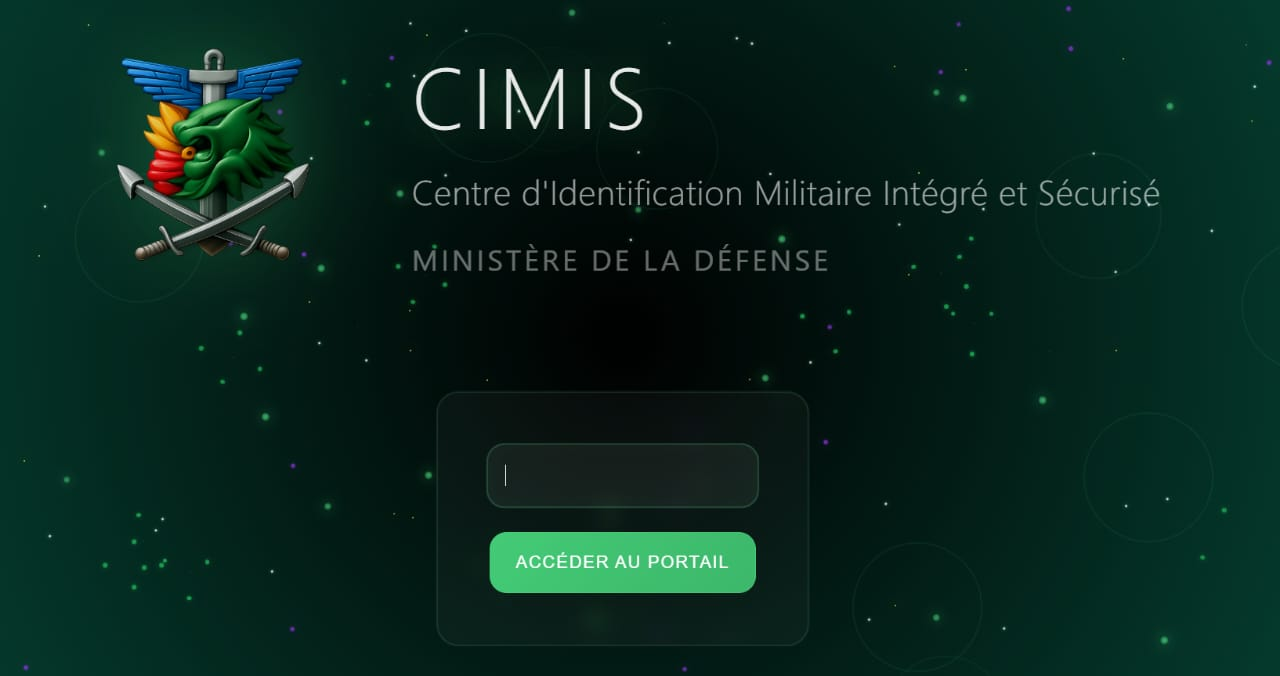 CIMIS
Centre d'Identification Militaire Intégré et Sécurisé
MINISTÈRE DE LA DÉFENSE
ACCÉDER AU PORTAIL